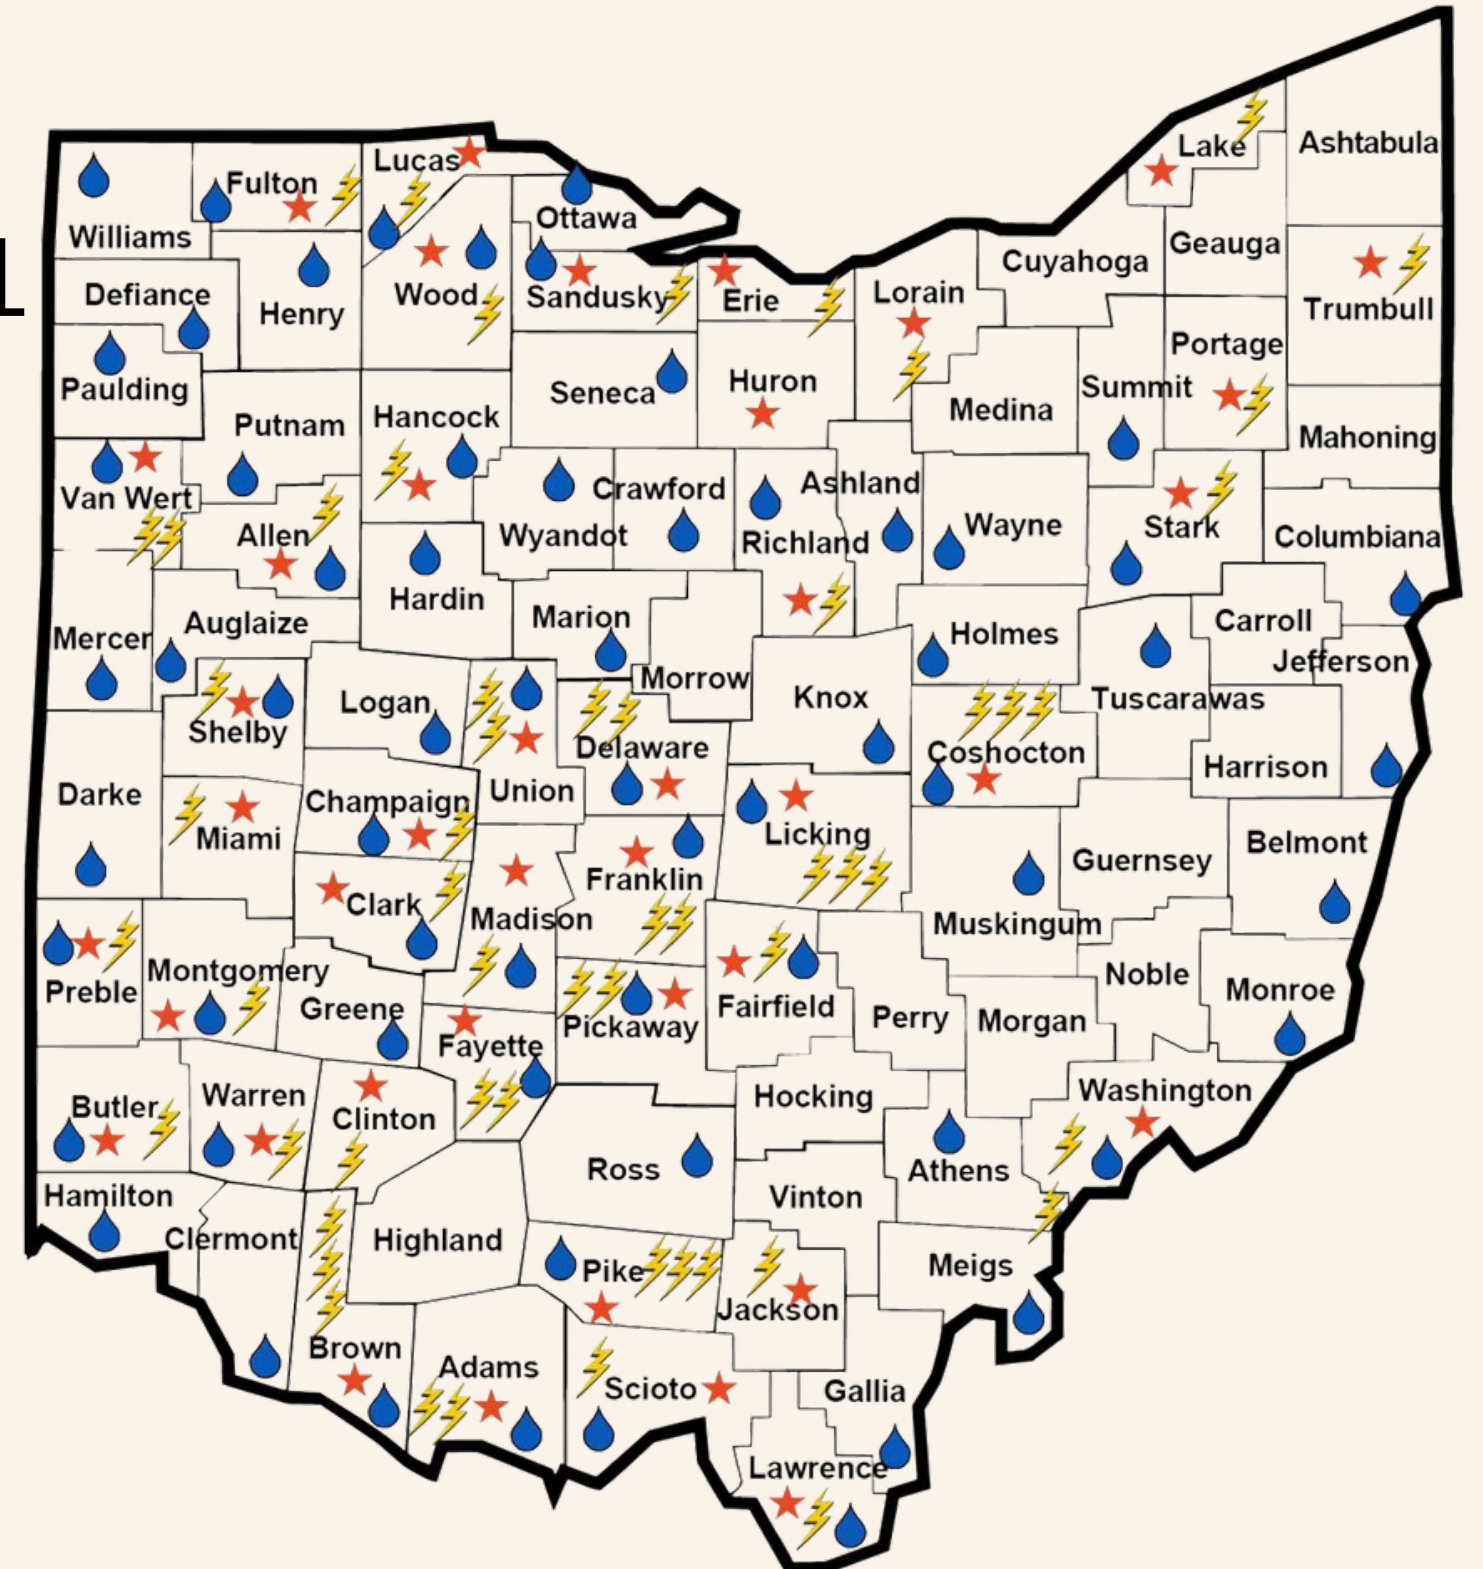 Lake
Ashtabula
Lucas
Fulton
Ottawa
Williams
Geauga
Cuyahoga
Defiance
Wood
Sandusky
Erie
Lorain
Henry
Trumbull
Portage
Paulding
Seneca
Huron
Summit
Medina
Hancock
Putnam
Mahoning
Van Wert
Crawford
Ashland
Allen
Wyandot
Richland
Wayne
Stark
Columbiana
Hardin
Auglaize
Marion
Carroll
Mercer
Holmes
Jefferson
Morrow
Logan
Knox
Tuscarawas
Shelby
Delaware
Coshocton
Harrison
Darke
Union
Champaign
Miami
Licking
Belmont
Guernsey
Franklin
Clark
Madison
Muskingum
Montgomery
Noble
Preble
Greene
Fairfield
Monroe
Pickaway
Perry
Morgan
Fayette
Washington
Butler
Warren
Hocking
Clinton
Ross
Athens
Hamilton
Vinton
Clermont
Highland
Meigs
Pike
Jackson
Brown
Adams
Scioto
Gallia
Lawrence